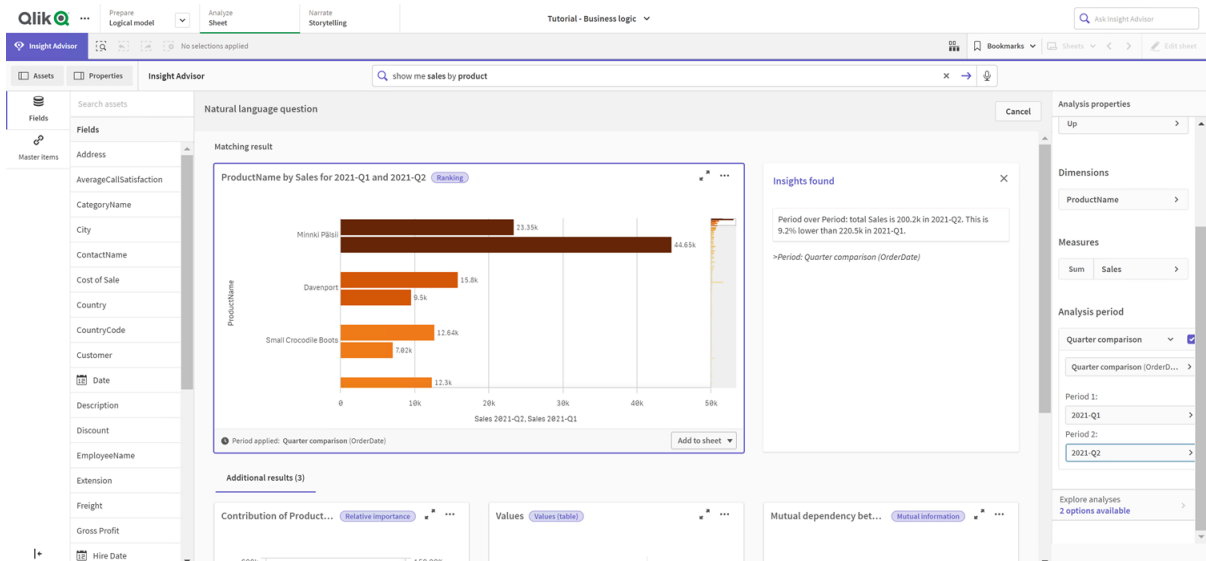 Qlik
Prepare
Logical model
Analyze
Sheet
Narrate
Storytelling
Tutorial - Business logic
Ask Insight Advisor
Insight Advisor
No selections applied
Bookmarks
Sheets
Edit sheet
Assets
Properties
Insight Advisor
show me sales by product
Fields
Master items
Search assets
Fields
Address
AverageCallSatisfaction
CategoryName
City
ContactName
Cost of Sale
Country
CountryCode
Customer
Date
Description
Discount
EmployeeName
Extension
Freight
Gross Profit
Hire Date
Natural language question
Cancel
Matching result
ProductName by Sales for 2021-Q1 and 2021-Q2
Ranking
ProductName
Minnki Pälsii
23.35k
44.65k
Davenport
15.8k
9.5k
Small Crocodile Boots
12.64k
7.02k
12.3k
0 10k 20k 30k 40k 50k
Sales 2021-Q2, Sales 2021-Q1
Period applied: Quarter comparison (OrderDate)
Add to sheet
Insights found
Period over Period: total Sales is 200.2k in 2021-Q2. This is
9.2% lower than 220.5k in 2021-Q1.
>Period: Quarter comparison (OrderDate)
Additional results (3)
Contribution of Product...
Relative importance
Values
Values (table)
Mutual dependency bet...
Mutual information
Analysis properties
Up
Dimensions
ProductName
Measures
Sum
Sales
Analysis period
Quarter comparison
Quarter comparison (OrderD...
Period 1:
2021-Q1
Period 2:
2021-Q2
Explore analyses
2 options available